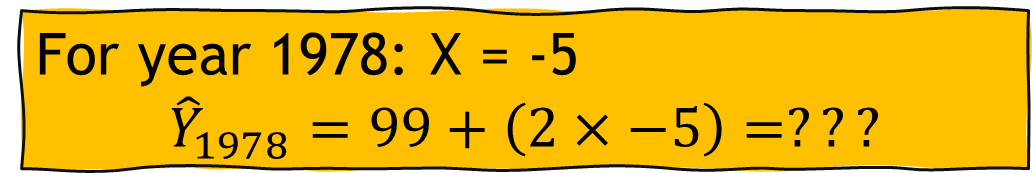 For year 1978: X = -5
Ŷ₁₉₇₈ = 99 + (2 × −5) =???